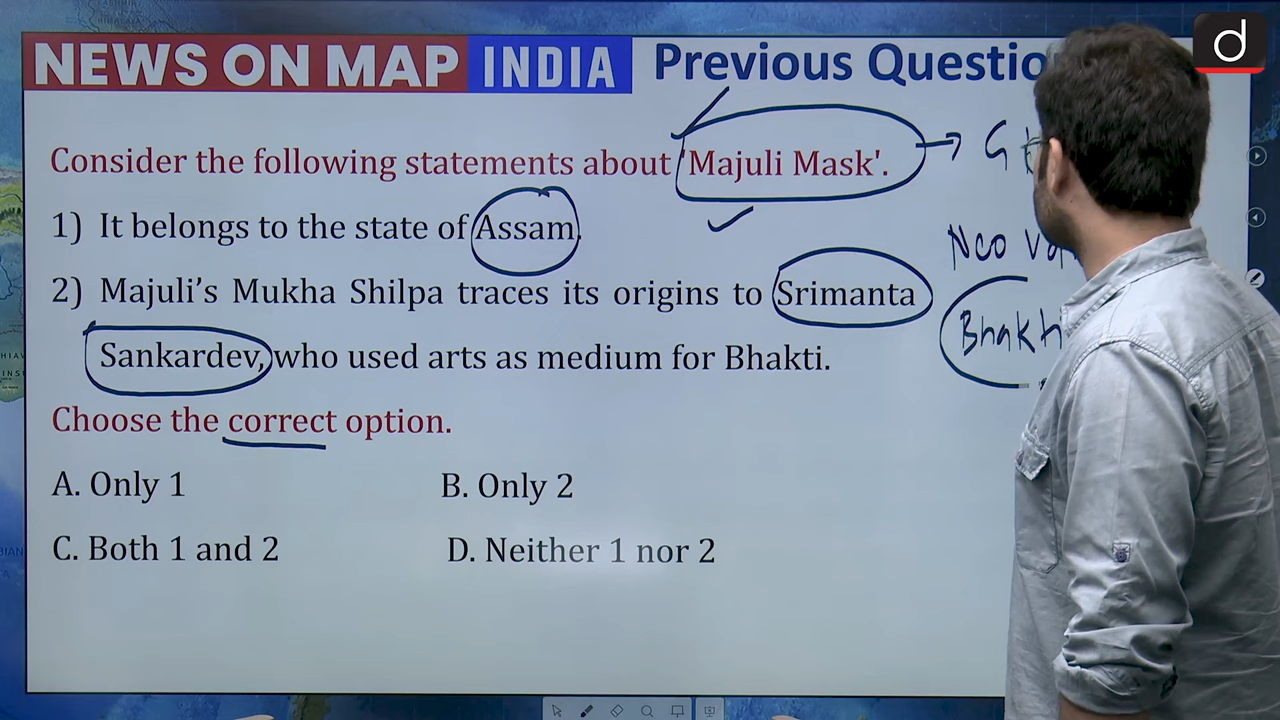 NEWS ON MAP INDIA Previous Questio
d
Consider the following statements about 'Majuli Mask'.
1) It belongs to the state of Assam.
2) Majuli's Mukha Shilpa traces its origins to Srimanta
Sankardev, who used arts as medium for Bhakti.
Neo
Bhakti
Choose the correct option.
A. Only 1 B. Only 2
C. Both 1 and 2 D. Neither 1 nor 2